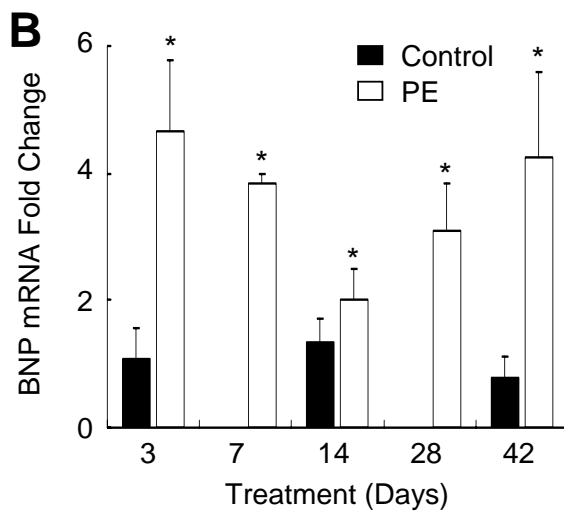 B
6
4
2
0
BNP mRNA Fold Change
Control
PE
*
*
*
*
*
3 7 14 28 42
Treatment (Days)